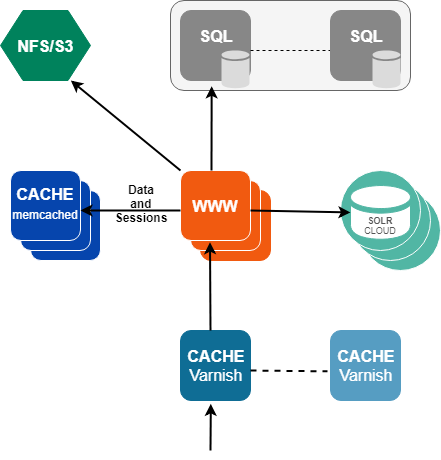 NFS/S3
SQL
SQL
CACHE
memcached
Data
and
Sessions
WWW
SOLR
CLOUD
CACHE
Varnish
CACHE
Varnish